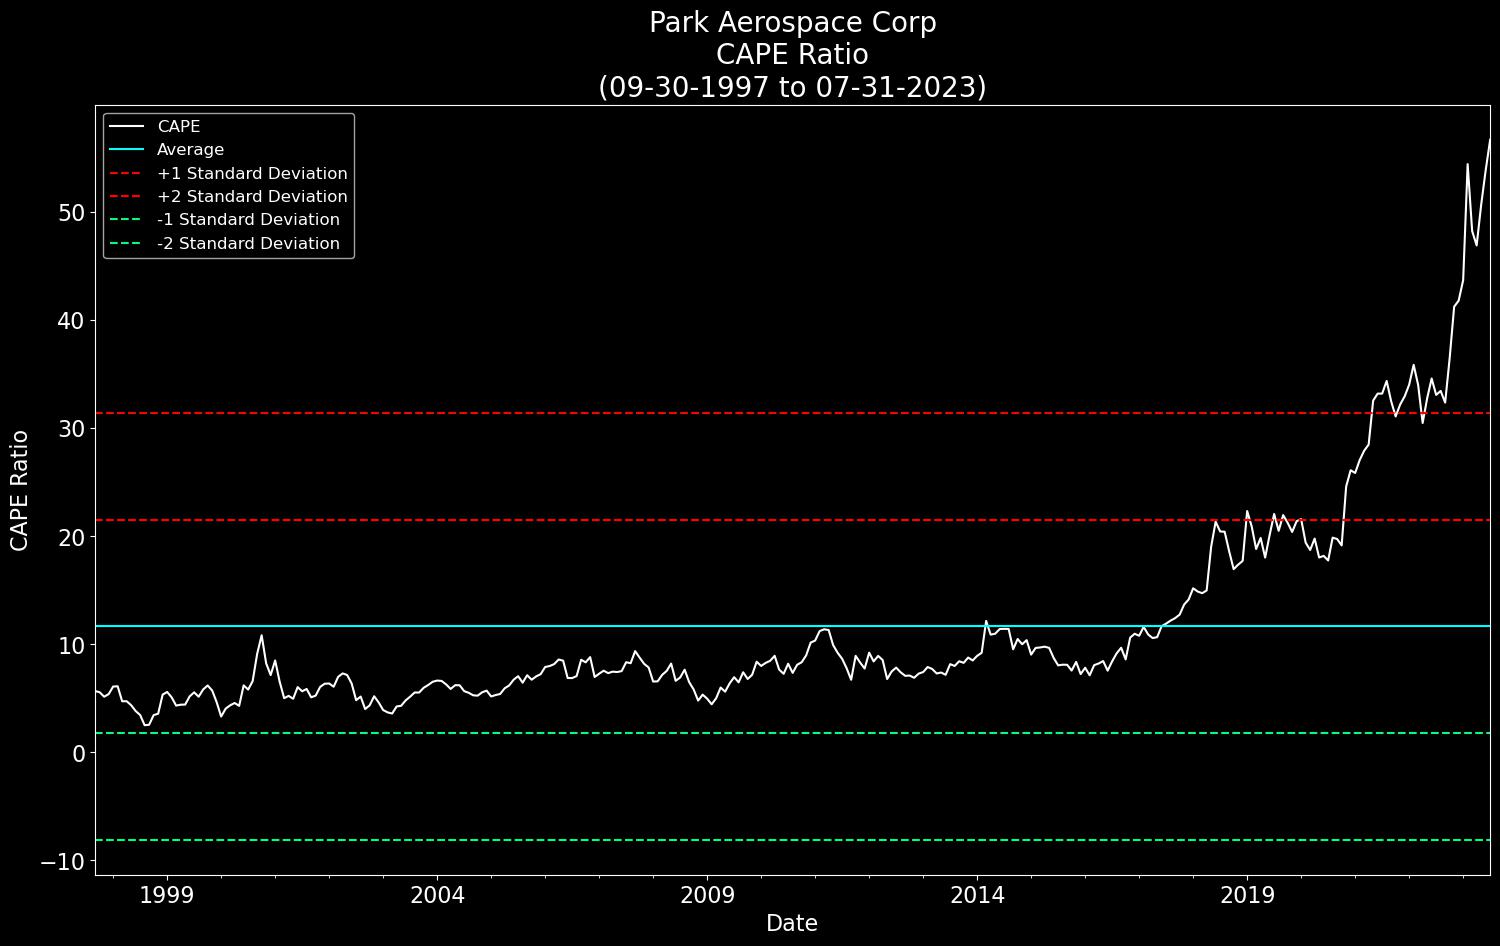 Park Aerospace Corp
CAPE Ratio
(09-30-1997 to 07-31-2023)
CAPE
Average
+1 Standard Deviation
+2 Standard Deviation
-1 Standard Deviation
-2 Standard Deviation
50
40
30
20
10
0
−10
CAPE Ratio
1999
2004
2009
2014
2019
Date